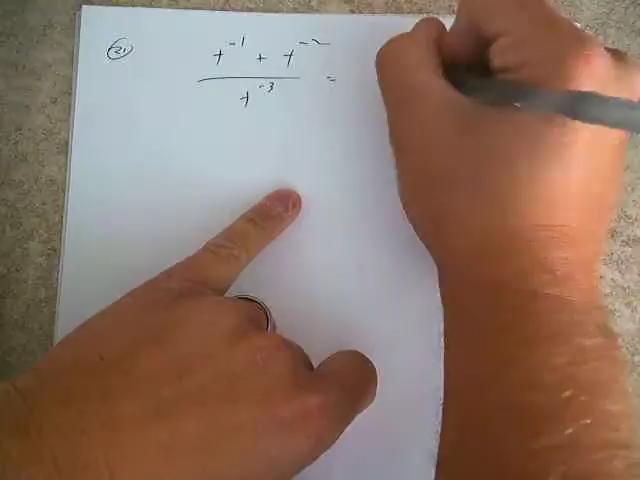 (21) t⁻¹ + t⁻² / t⁻³ =